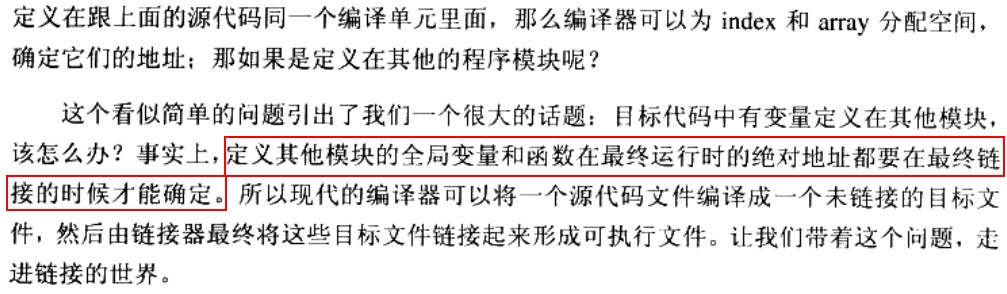 定义在跟上面的源代码同一个编译单元里面，那么编译器可以为 index 和 array 分配空间，
确定它们的地址；那如果是定义在其他的程序模块呢？
这个看似简单的问题引出了我们一个很大的话题：目标代码中有变量定义在其他模块，
该怎么办？事实上，定义其他模块的全局变量和函数在最终运行时的绝对地址都要在最终链
接的时候才能确定。所以现代的编译器可以将一个源代码文件编译成一个未链接的目标文
件，然后由链接器最终将这些目标文件链接起来形成可执行文件。让我们带着这个问题，走
进链接的世界。